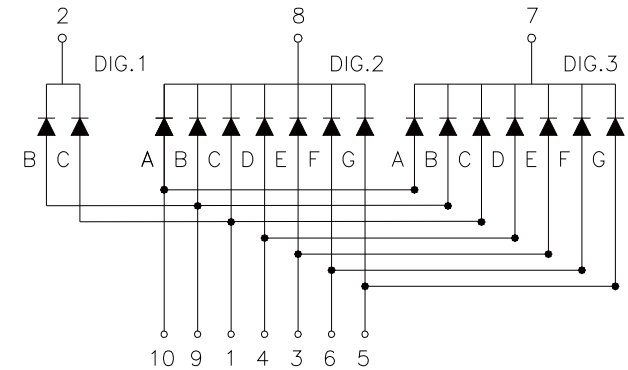 2 8 7
DIG.1 DIG.2 DIG.3
B C A B C D E F G A B C D E F G
10 9 1 4 3 6 5